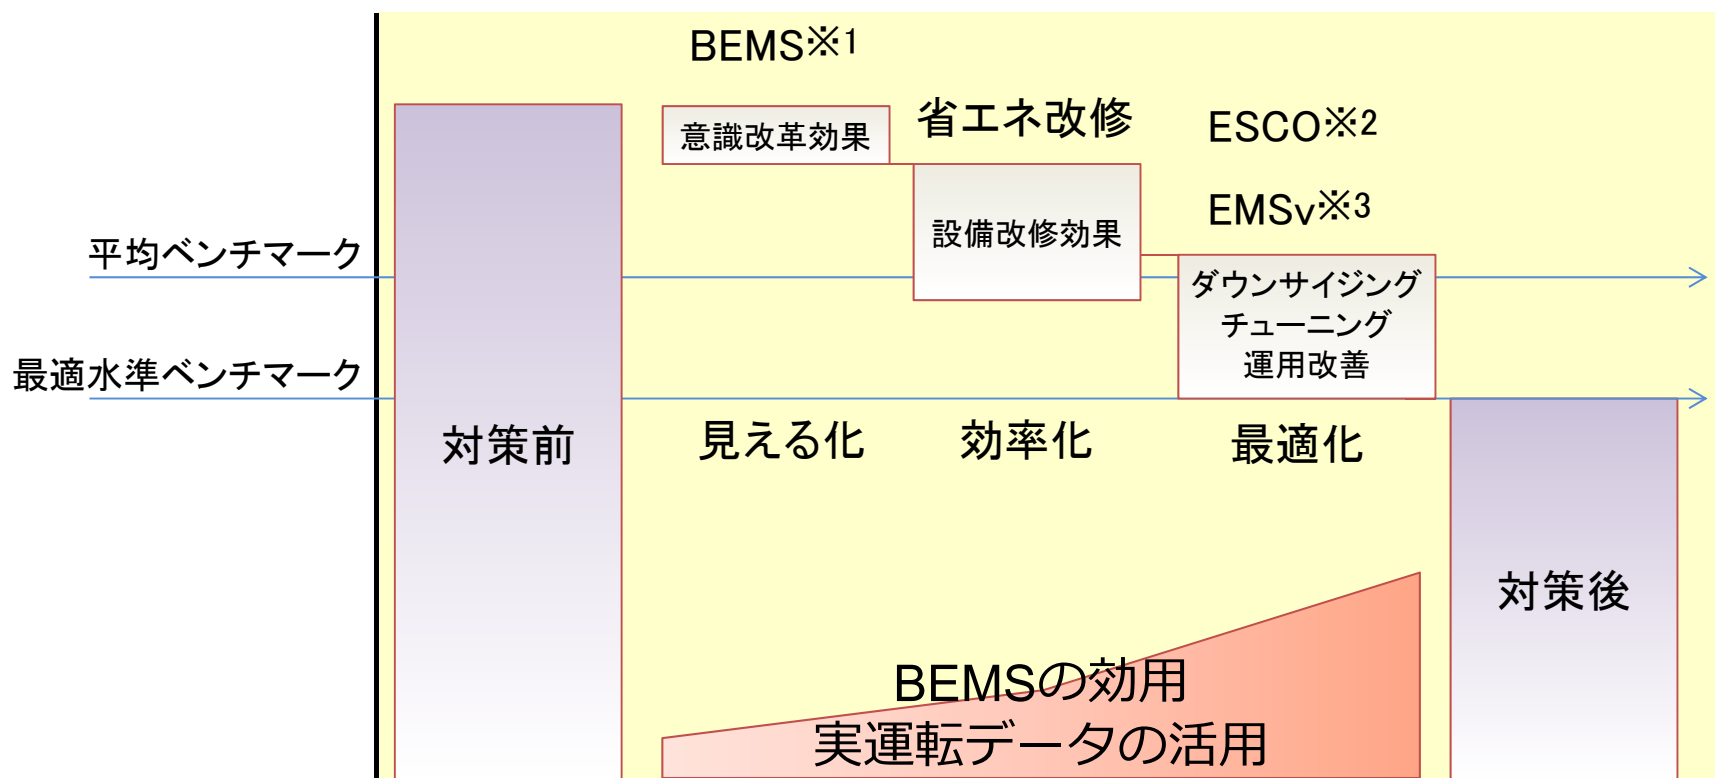 BEMS※1
意識改革効果
省エネ改修
ESCO※2
EMSv※3
設備改修効果
平均ベンチマーク
ダウンサイジング
チューニング
運用改善
最適水準ベンチマーク
対策前
見える化
効率化
最適化
対策後
BEMSの効用
実運転データの活用